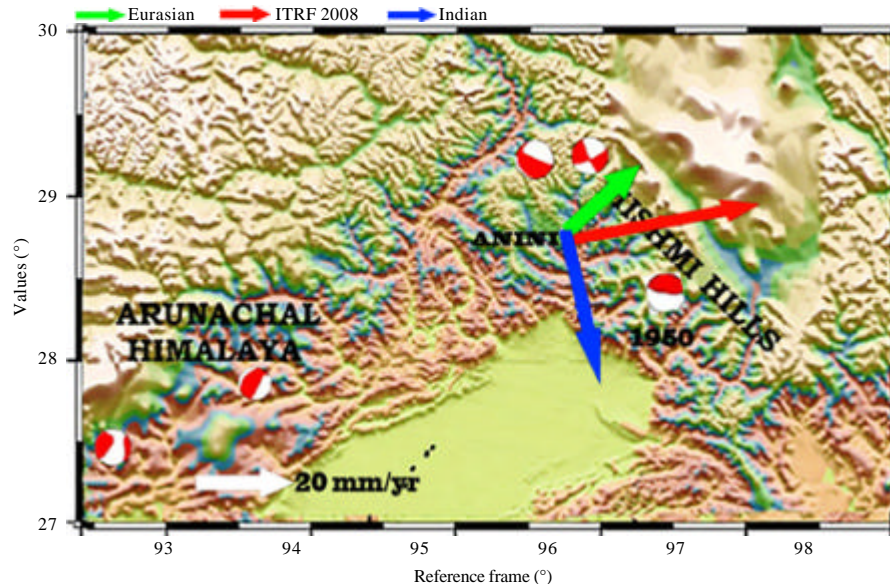 Eurasian ITRF 2008 Indian
30
29
28
27
Values (°)
ANINI
ISHMI HILLS
1950
ARUNACHAL
HIMALAYA
20 mm/yr
93 94 95 96 97 98
Reference frame (°)